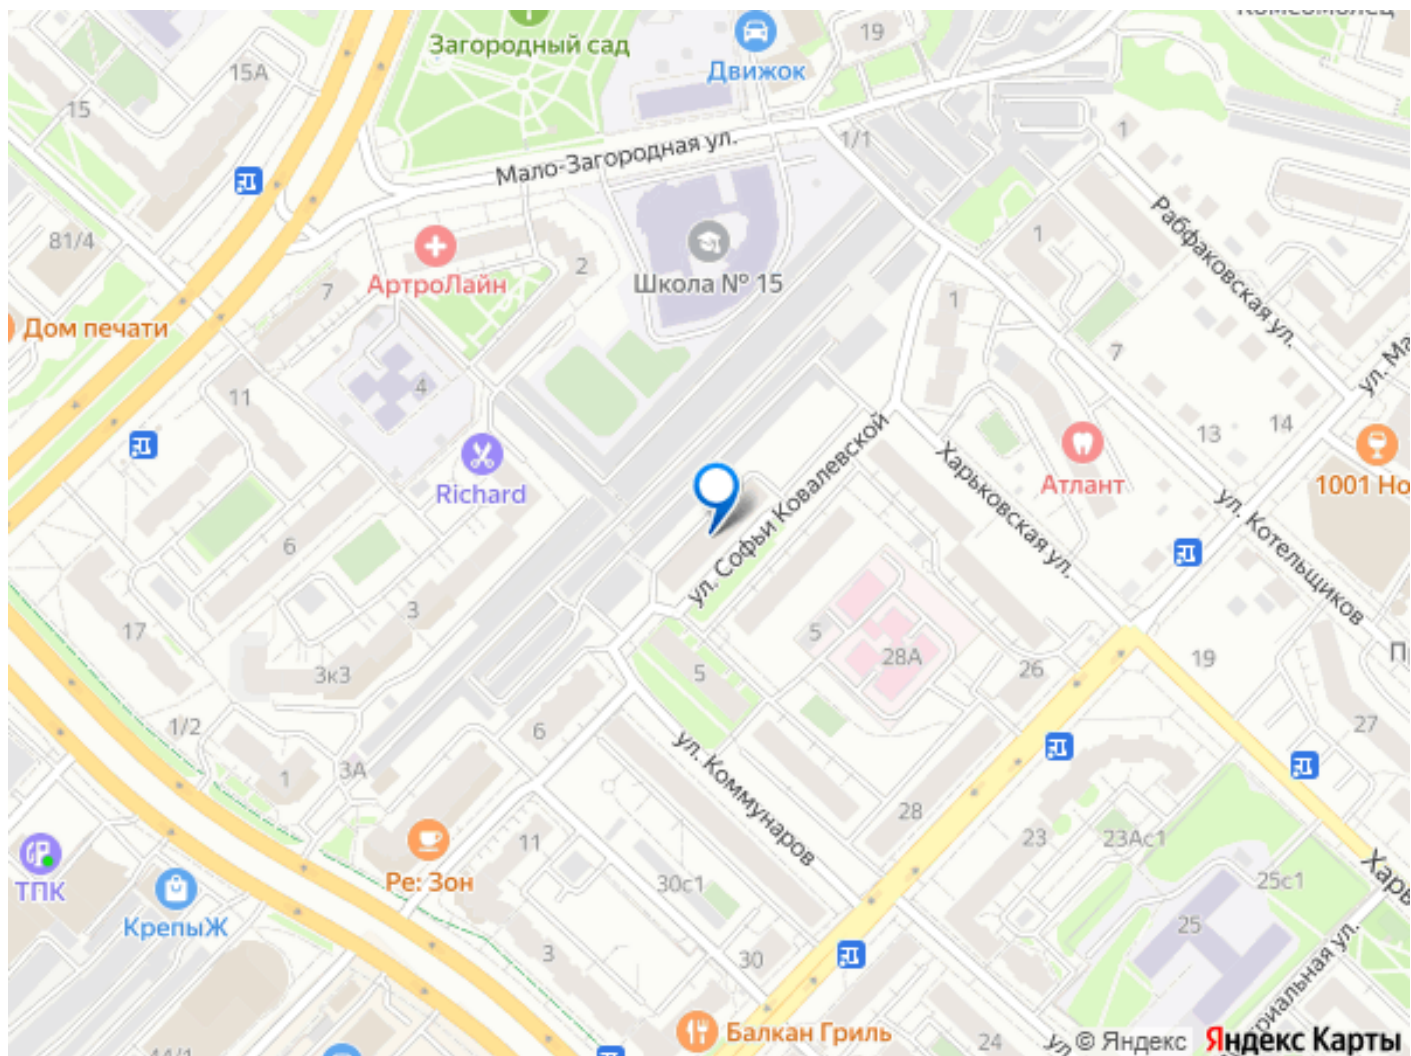 Загородный сад
Движок
19
15А
15
1/1
1
Мало-Загородная ул.
Рабфаковская ул.
81/4
АртроЛайн
2
Школа № 15
1
7
1
Дом печати
7
ул.
4
11
13
14
Richard
ул. Софьи Ковалевской
Харьковская ул.
Атлант
1001
ул. Котельщиков
6
3
17
5
28А
26
19
3к3
5
27
1/2
6
ул. Коммунаров
1
3А
28
23
23Ас1
ТПК
Ре: Зон
11
30с1
25с1
КрепыЖ
3
30
25
Балкан Гриль
24
© Яндекс
Яндекс Карты